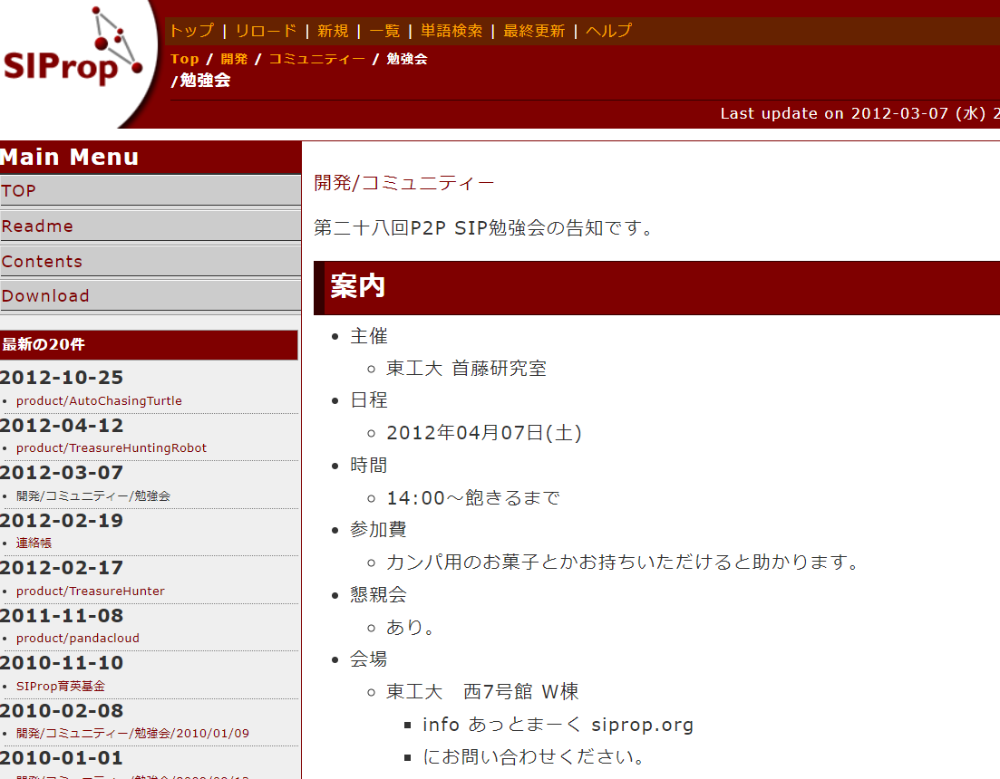 SIProp
トップ | リロード | 新規 | 一覧 | 単語検索 | 最終更新 | ヘルプ
Top / 開発 / コミュニティー / 勉強会
/勉強会
Last update on 2012-03-07 (水) 2
Main Menu
TOP
Readme
Contents
Download
最新の20件
2012-10-25
product/AutoChasingTurtle
2012-04-12
product/TreasureHuntingRobot
2012-03-07
開発/コミュニティー/勉強会
2012-02-19
連絡帳
2012-02-17
product/TreasureHunter
2011-11-08
product/pandacloud
2010-11-10
SIProp育英基金
2010-02-08
開発/コミュニティー/勉強会/2010/01/09
2010-01-01
開発/コミュニティー
第二十八回P2P SIP勉強会の告知です。
案内
主催
東工大 首藤研究室
日程
2012年04月07日(土)
時間
14:00～飽きるまで
参加費
カンパ用のお菓子とかお持ちいただけると助かります。
懇親会
あり。
会場
東工大　西7号館 W棟
info あっとまーく siprop.org
にお問い合わせください。